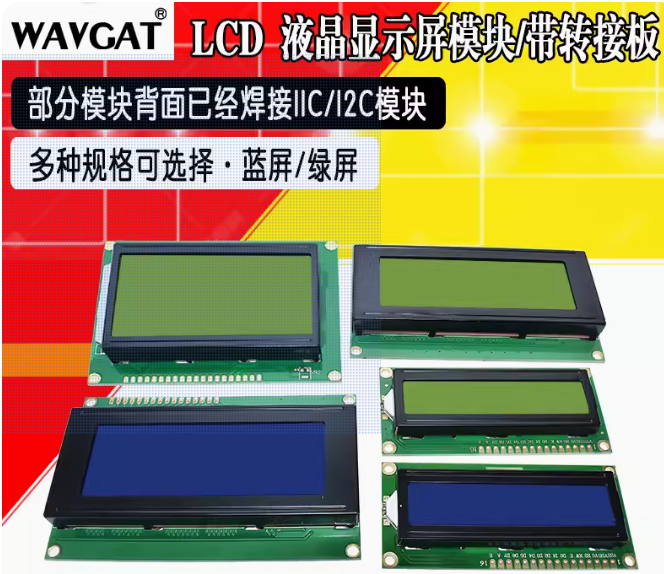 WAVGAT®
LCD 液晶显示屏模块/带转接板
部分模块背面已经焊接IIC/I2C模块
多种规格可选择·蓝屏/绿屏
16